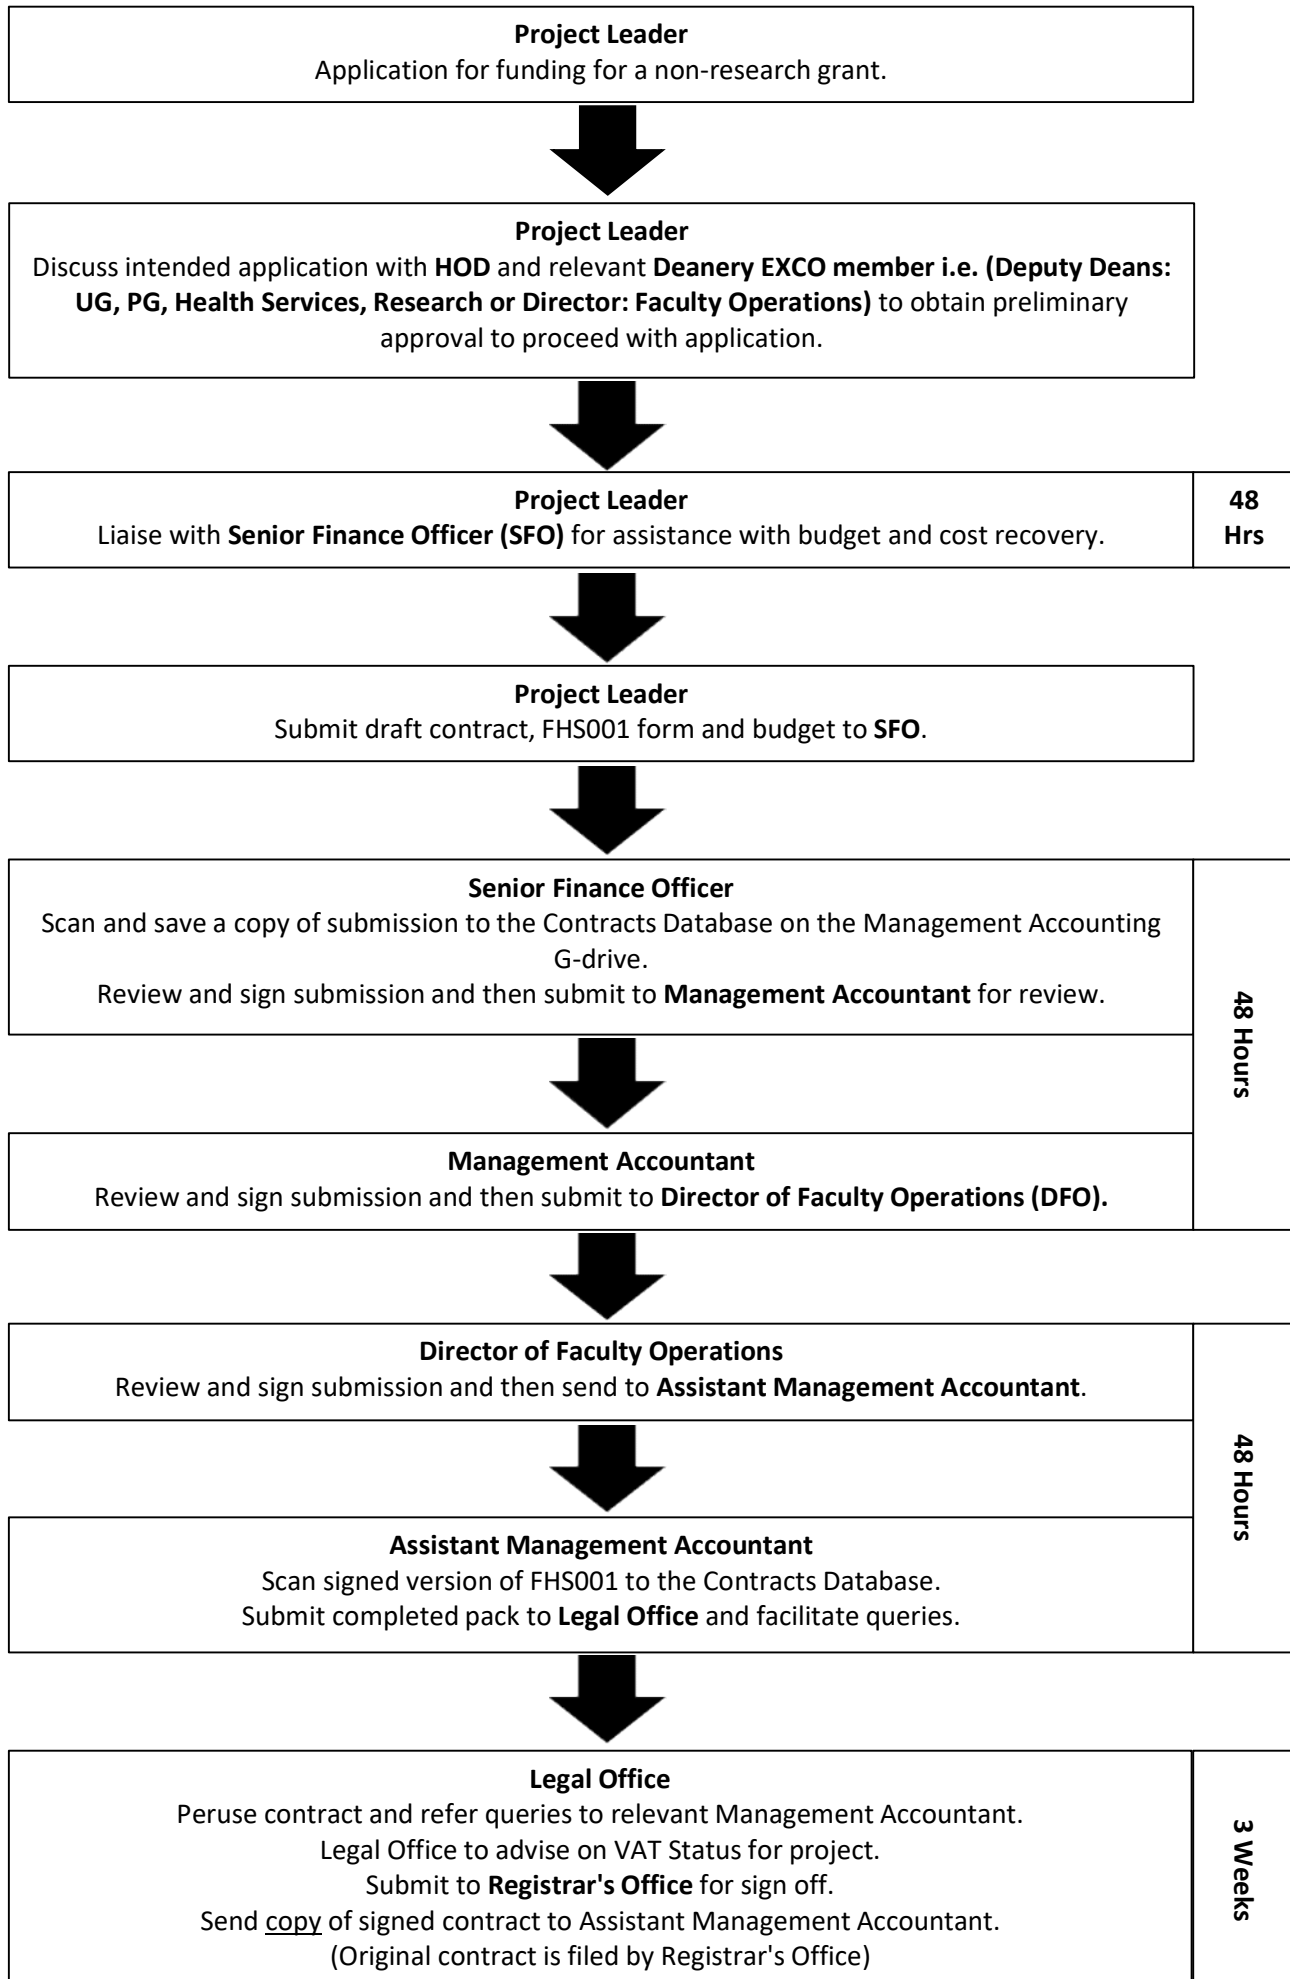 Project Leader
Application for funding for a non-research grant.
Project Leader
Discuss intended application with HOD and relevant Deanery EXCO member i.e. (Deputy Deans:
UG, PG, Health Services, Research or Director: Faculty Operations) to obtain preliminary
approval to proceed with application.
Project Leader
Liaise with Senior Finance Officer (SFO) for assistance with budget and cost recovery.
48
Hrs
Project Leader
Submit draft contract, FHS001 form and budget to SFO.
Senior Finance Officer
Scan and save a copy of submission to the Contracts Database on the Management Accounting
G-drive.
Review and sign submission and then submit to Management Accountant for review.
48 Hours
Management Accountant
Review and sign submission and then submit to Director of Faculty Operations (DFO).
Director of Faculty Operations
Review and sign submission and then send to Assistant Management Accountant.
48 Hours
Assistant Management Accountant
Scan signed version of FHS001 to the Contracts Database.
Submit completed pack to Legal Office and facilitate queries.
Legal Office
Peruse contract and refer queries to relevant Management Accountant.
Legal Office to advise on VAT Status for project.
Submit to Registrar's Office for sign off.
Send copy of signed contract to Assistant Management Accountant.
(Original contract is filed by Registrar's Office)
3 Weeks